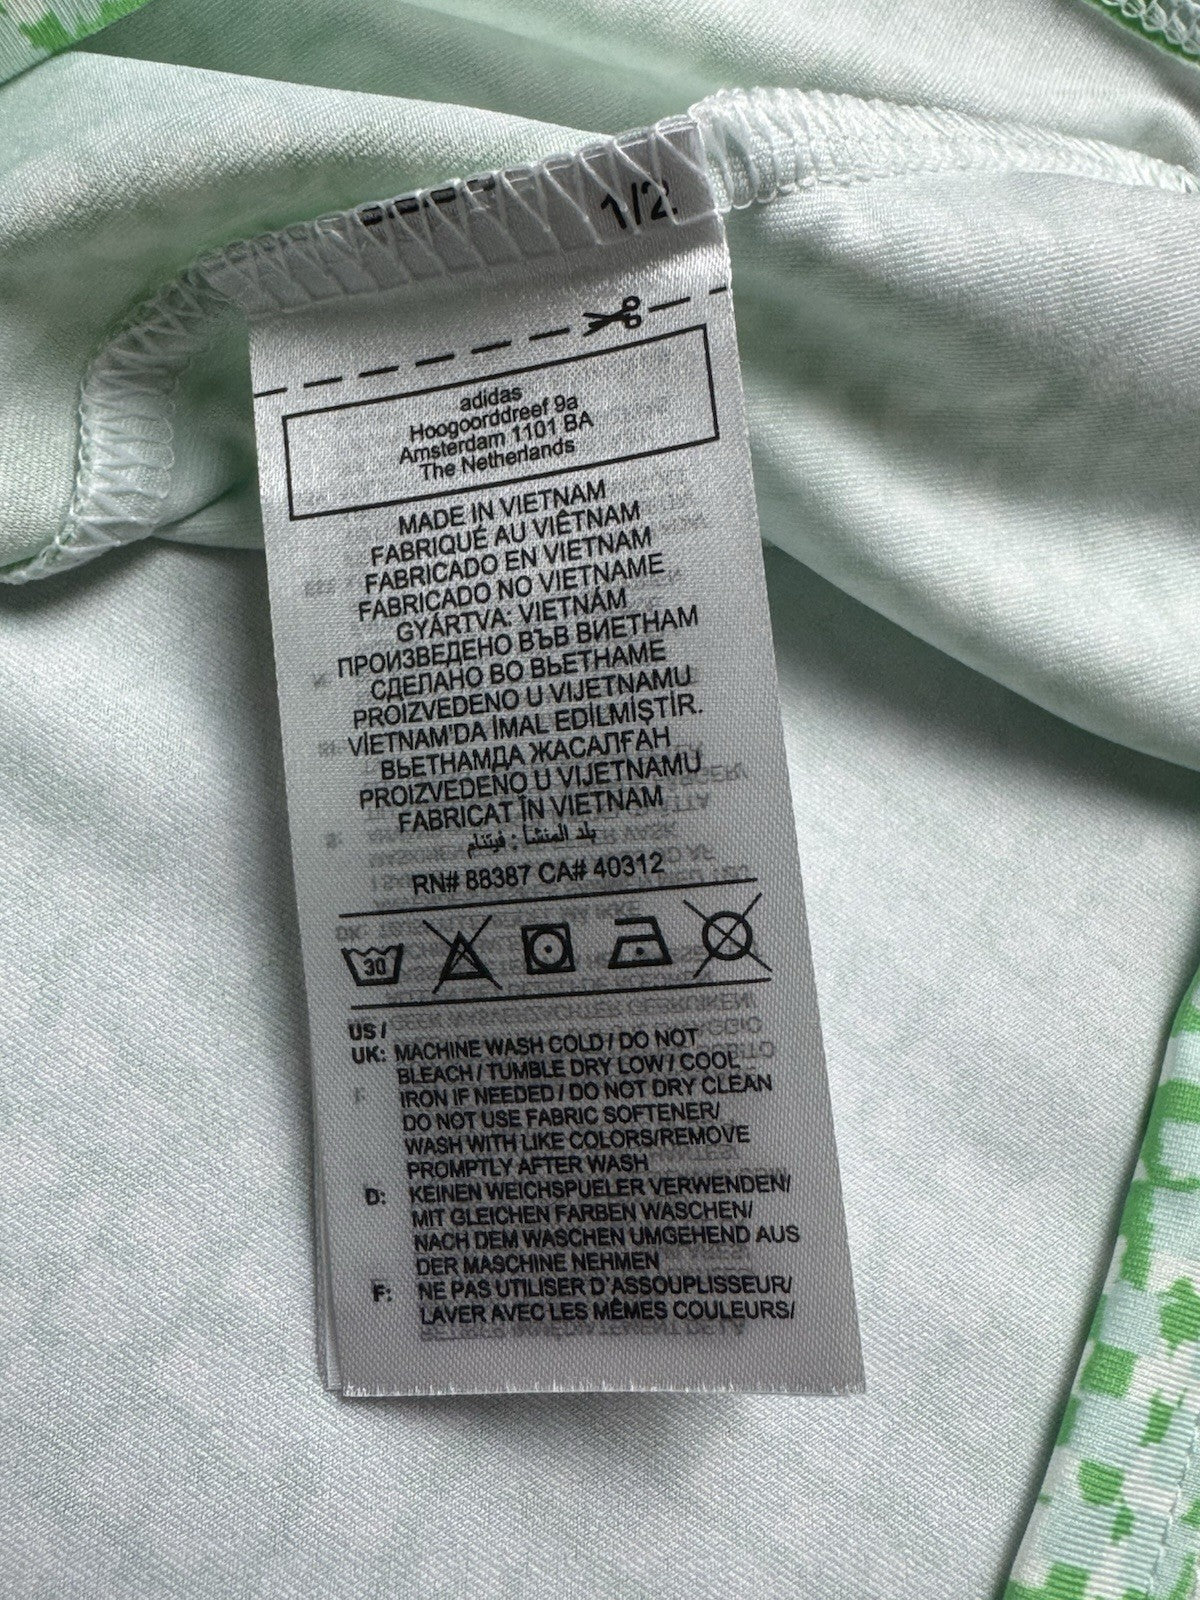 1/2
adidas
Hoogoorddreef 9a
Amsterdam 1101 BA
The Netherlands
MADE IN VIETNAM
FABRIQUÉ AU VIÊTNAM
FABRICADO EN VIETNAM
FABRICADO NO VIETNAME
GYÁRTVA: VIETNÁM
ПРОИЗВЕДЕНО ВЪВ ВИЕТНАМ
СДЕЛАНО ВО ВЬЕТНАМЕ
PROIZVEDENO U VIJETNAMU
VİETNAM'DA İMAL EDİLMİŞTİR.
ВЬЕТНАМДА ЖАСАЛҒАН
PROIZVEDENO U VIJETNAMU
FABRICAT ÎN VIETNAM
بلد المنشأ : فيتنام
RN# 88387 CA# 40312
30
US /
UK: MACHINE WASH COLD / DO NOT
BLEACH / TUMBLE DRY LOW / COOL
IRON IF NEEDED / DO NOT DRY CLEAN
DO NOT USE FABRIC SOFTENER/
WASH WITH LIKE COLORS/REMOVE
PROMPTLY AFTER WASH
D: KEINEN WEICHSPUELER VERWENDEN/
MIT GLEICHEN FARBEN WASCHEN/
NACH DEM WASCHEN UMGEHEND AUS
DER MASCHINE NEHMEN
F: NE PAS UTILISER D'ASSOUPLISSEUR/
LAVER AVEC LES MÊMES COULEURS/